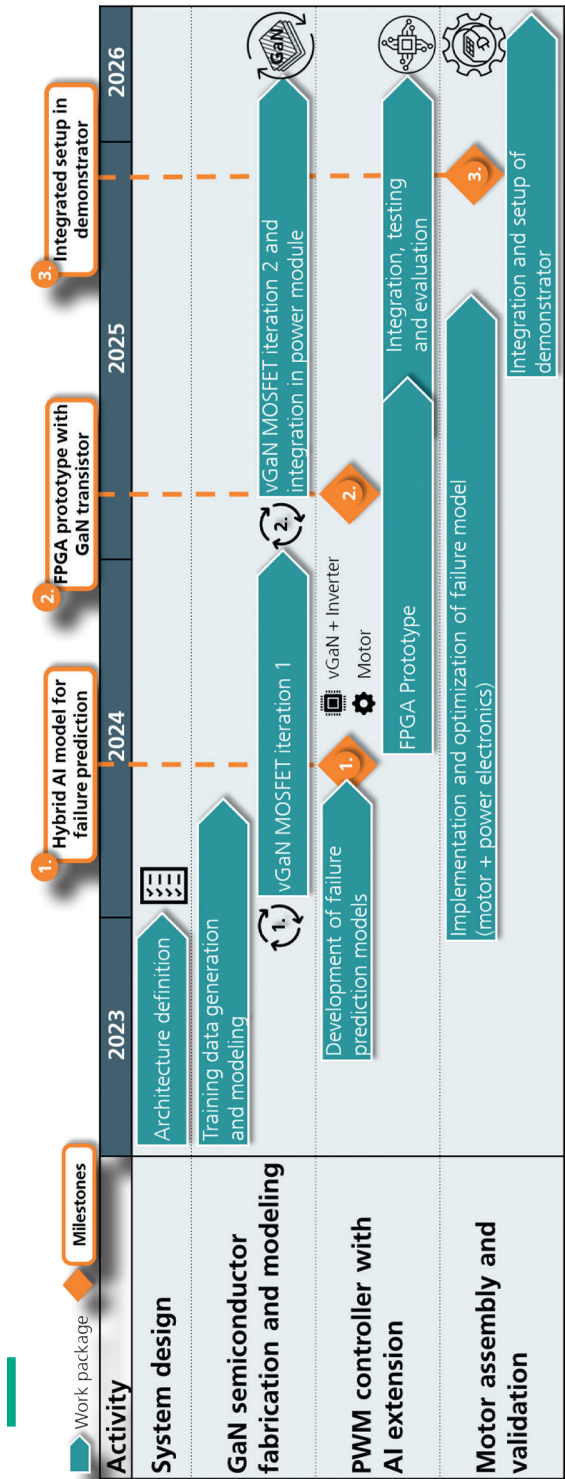 Work package
Milestones
1.
Hybrid AI model for
failure prediction
2.
FPGA prototype with
GaN transistor
3.
Integrated setup in
demonstrator
Activity
2023
2024
2025
2026
System design
Architecture definition
GaN semiconductor
fabrication and modeling
Training data generation
and modeling
1.
vGaN MOSFET iteration 1
2.
vGaN MOSFET iteration 2 and
integration in power module
GaN
PWM controller with
AI extension
Development of failure
prediction models
1.
vGaN + Inverter
Motor
2.
FPGA Prototype
Integration, testing
and evaluation
Motor assembly and
validation
Implementation and optimization of failure model
(motor + power electronics)
3.
Integration and setup of
demonstrator